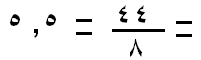 = ٤٤ / ٨ = ٥,٥